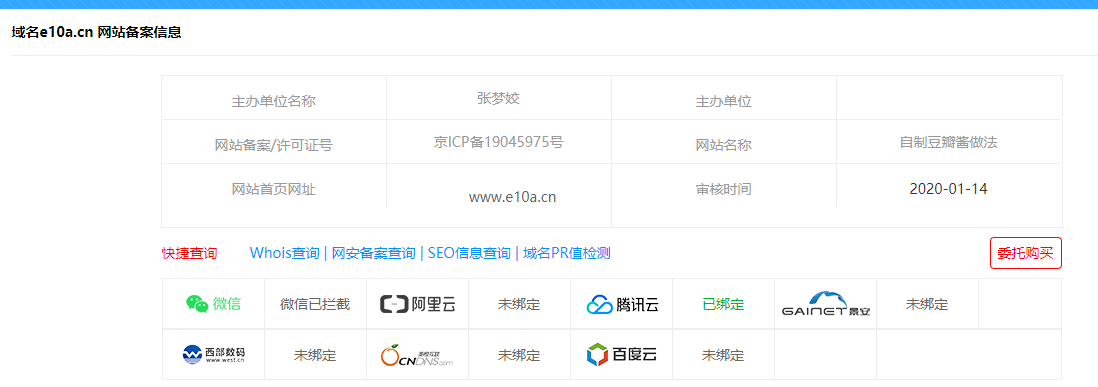 域名e10a.cn 网站备案信息
主办单位名称 张梦姣 主办单位
网站备案/许可证号 京ICP备19045975号 网站名称 自制豆瓣酱做法
网站首页网址 www.e10a.cn 审核时间 2020-01-14
快捷查询 Whois查询 | 网安备案查询 | SEO信息查询 | 域名PR值检测 委托购买
微信 微信已拦截 阿里云 未绑定 腾讯云 已绑定 GAINET景安 未绑定
西部数码 www.west.cn 未绑定 CNDNS.com 未绑定 百度云 未绑定